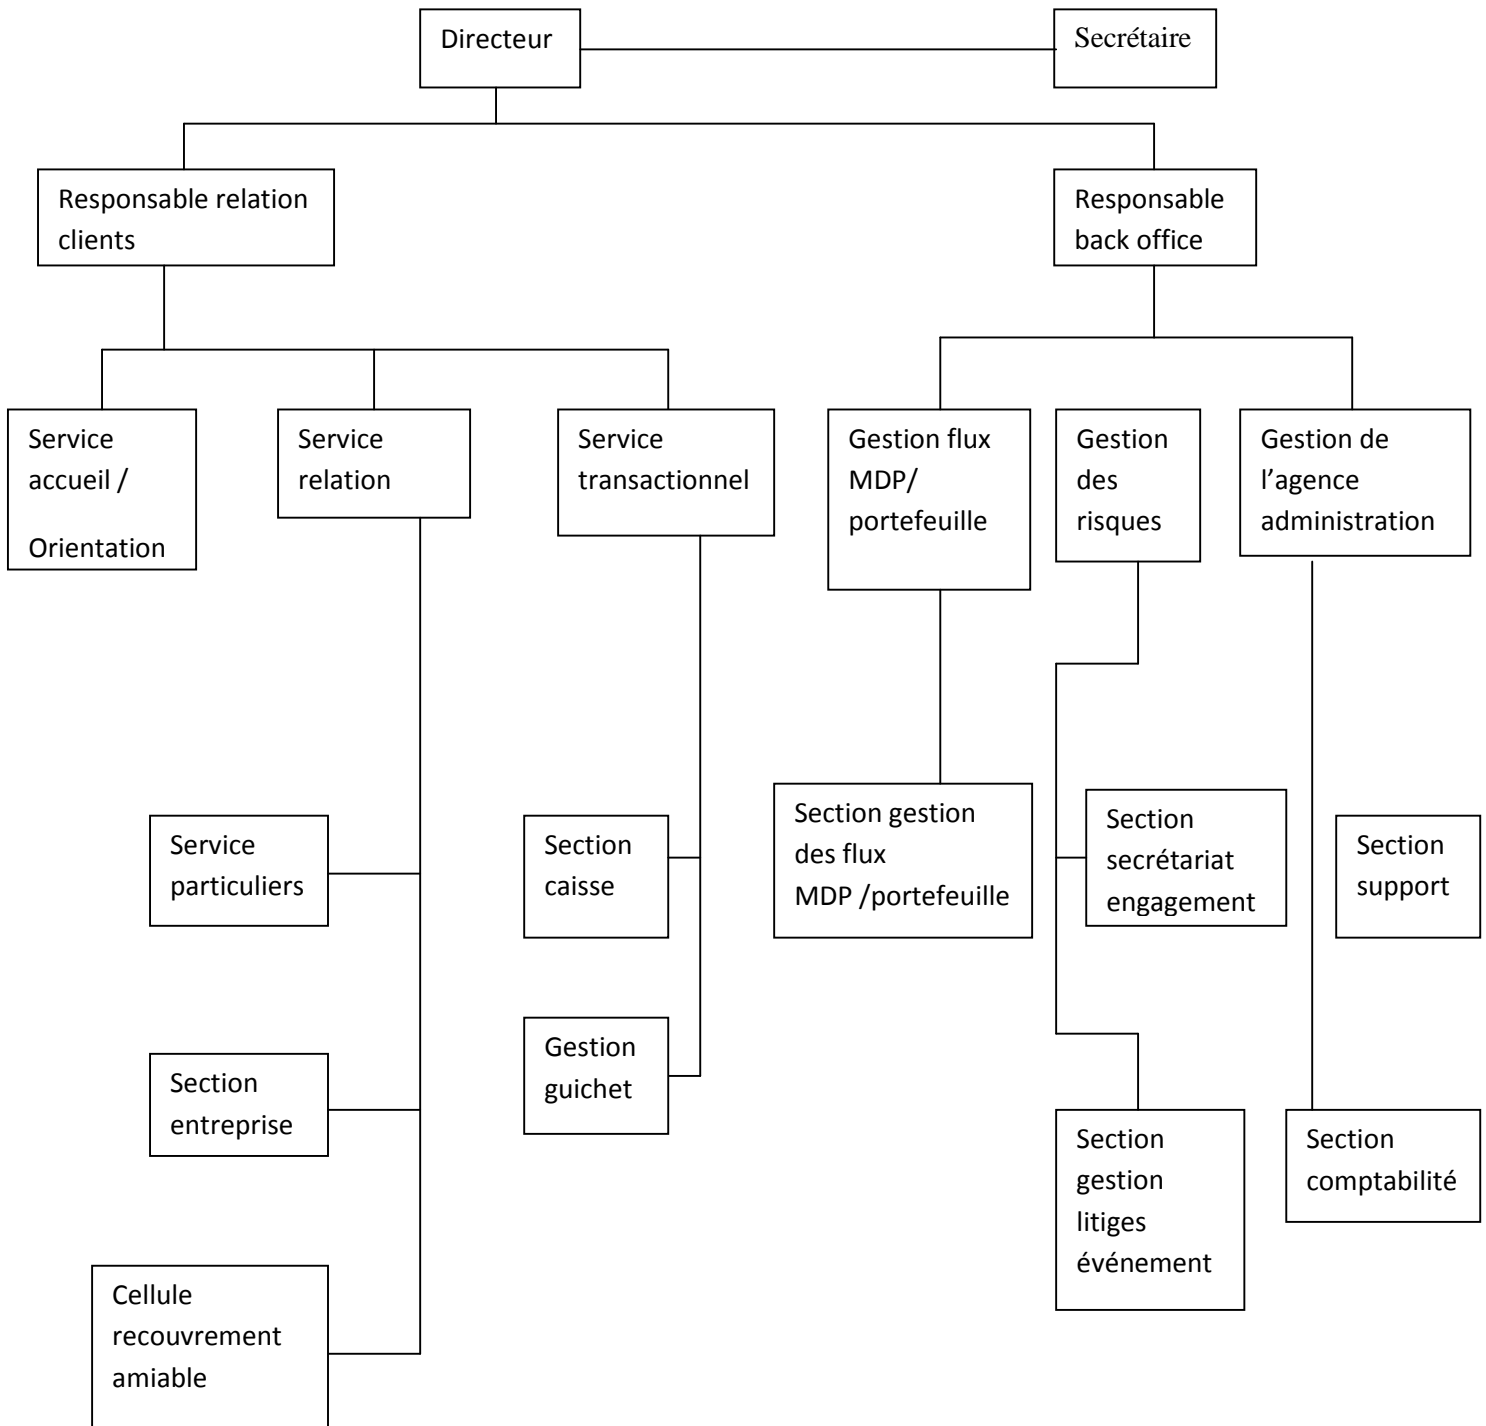 Directeur
Secrétaire
Responsable relation
clients
Responsable
back office
Service
accueil /
Orientation
Service
relation
Service
transactionnel
Gestion flux
MDP/
portefeuille
Gestion
des
risques
Gestion de
l’agence
administration
Service
particuliers
Section
caisse
Section gestion
des flux
MDP /portefeuille
Section
secrétariat
engagement
Section
support
Section
entreprise
Gestion
guichet
Section
gestion
litiges
événement
Section
comptabilité
Cellule
recouvrement
amiable